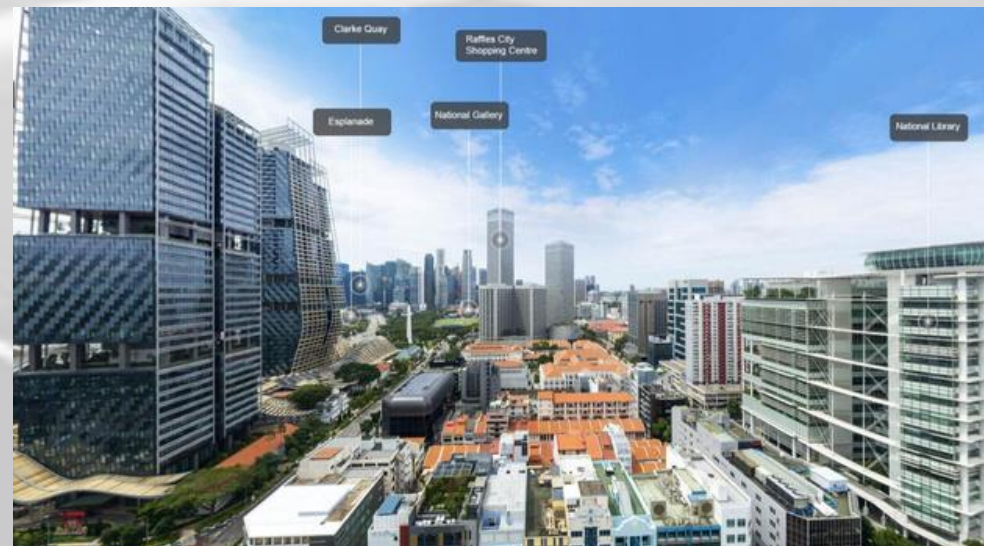 Clarke Quay
Raffles City
Shopping Centre
Esplanade
National Gallery
National Library